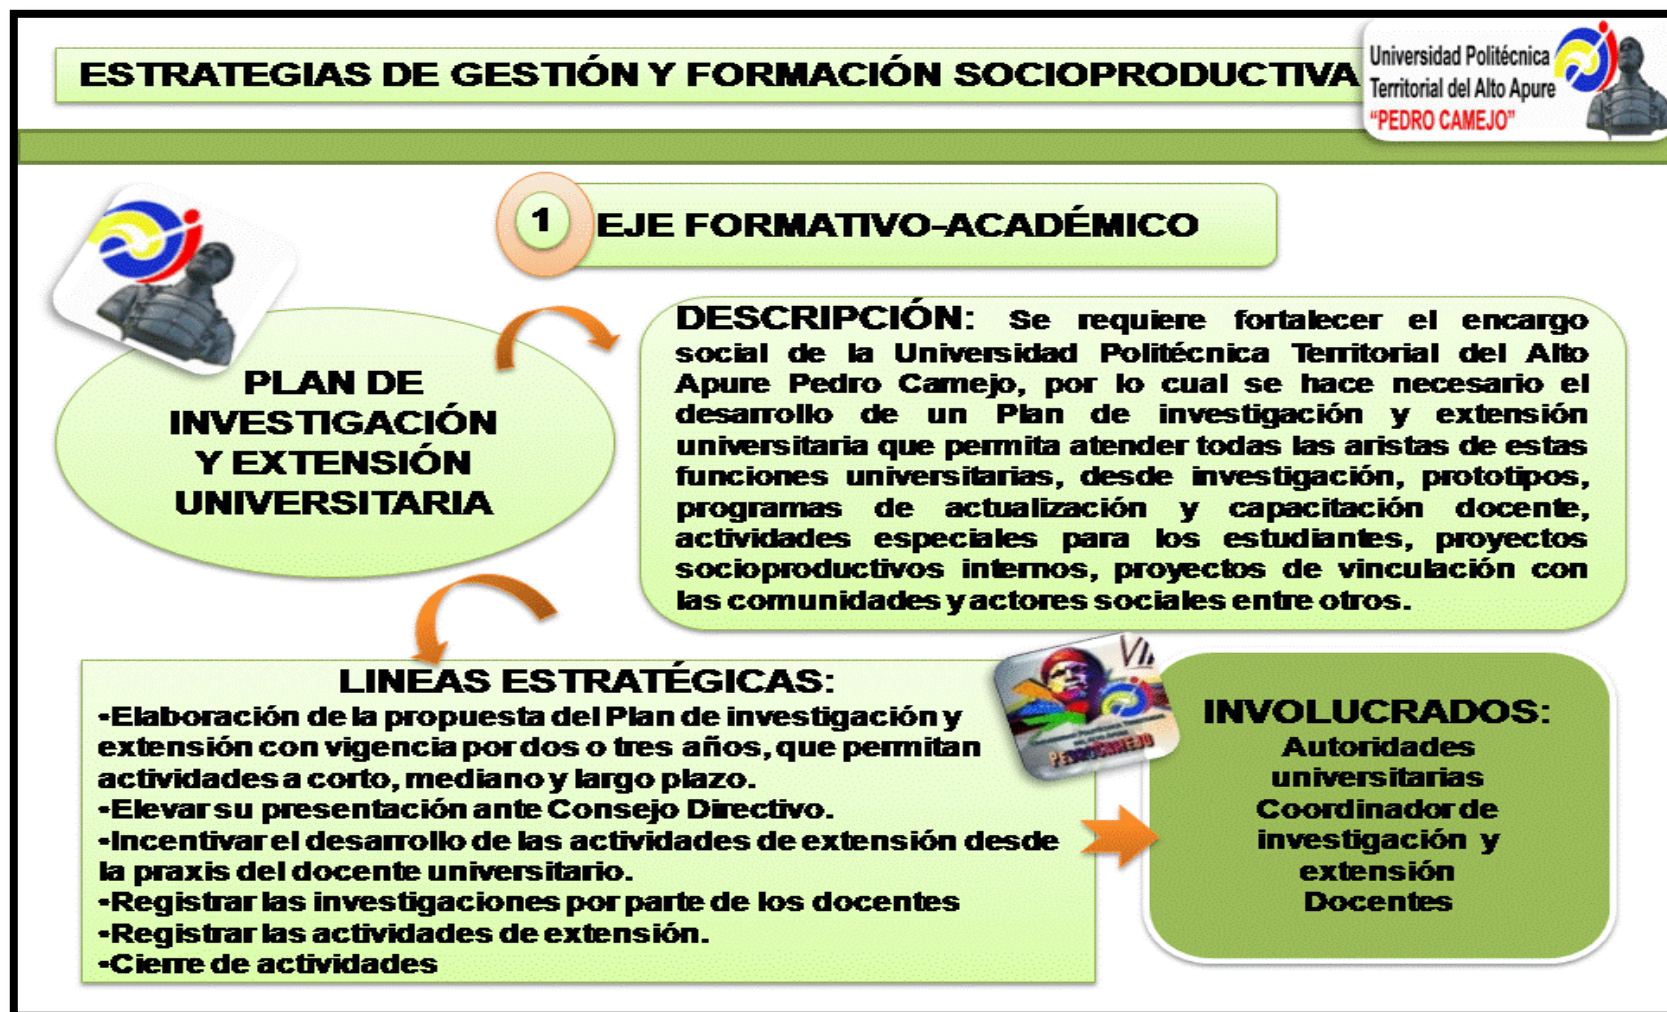 ESTRATEGIAS DE GESTIÓN Y FORMACIÓN SOCIOPRODUCTIVA
Universidad Politécnica
Territorial del Alto Apure
"PEDRO CAMEJO"
1
EJE FORMATIVO-ACADÉMICO
PLAN DE
INVESTIGACIÓN
Y EXTENSIÓN
UNIVERSITARIA
DESCRIPCIÓN: Se requiere fortalecer el encargo
social de la Universidad Politécnica Territorial del Alto
Apure Pedro Camejo, por lo cual se hace necesario el
desarrollo de un Plan de investigación y extensión
universitaria que permita atender todas las aristas de estas
funciones universitarias, desde investigación, prototipos,
programas de actualización y capacitación docente,
actividades especiales para los estudiantes, proyectos
socioproductivos internos, proyectos de vinculación con
las comunidades y actores sociales entre otros.
LINEAS ESTRATÉGICAS:
•Elaboración de la propuesta del Plan de investigación y
extensión con vigencia por dos o tres años, que permitan
actividades a corto, mediano y largo plazo.
•Elevar su presentación ante Consejo Directivo.
•Incentivar el desarrollo de las actividades de extensión desde
la praxis del docente universitario.
•Registrar las investigaciones por parte de los docentes
•Registrar las actividades de extensión.
•Cierre de actividades
PEDRO CAMEJO
INVOLUCRADOS:
Autoridades
universitarias
Coordinador de
investigación y
extensión
Docentes